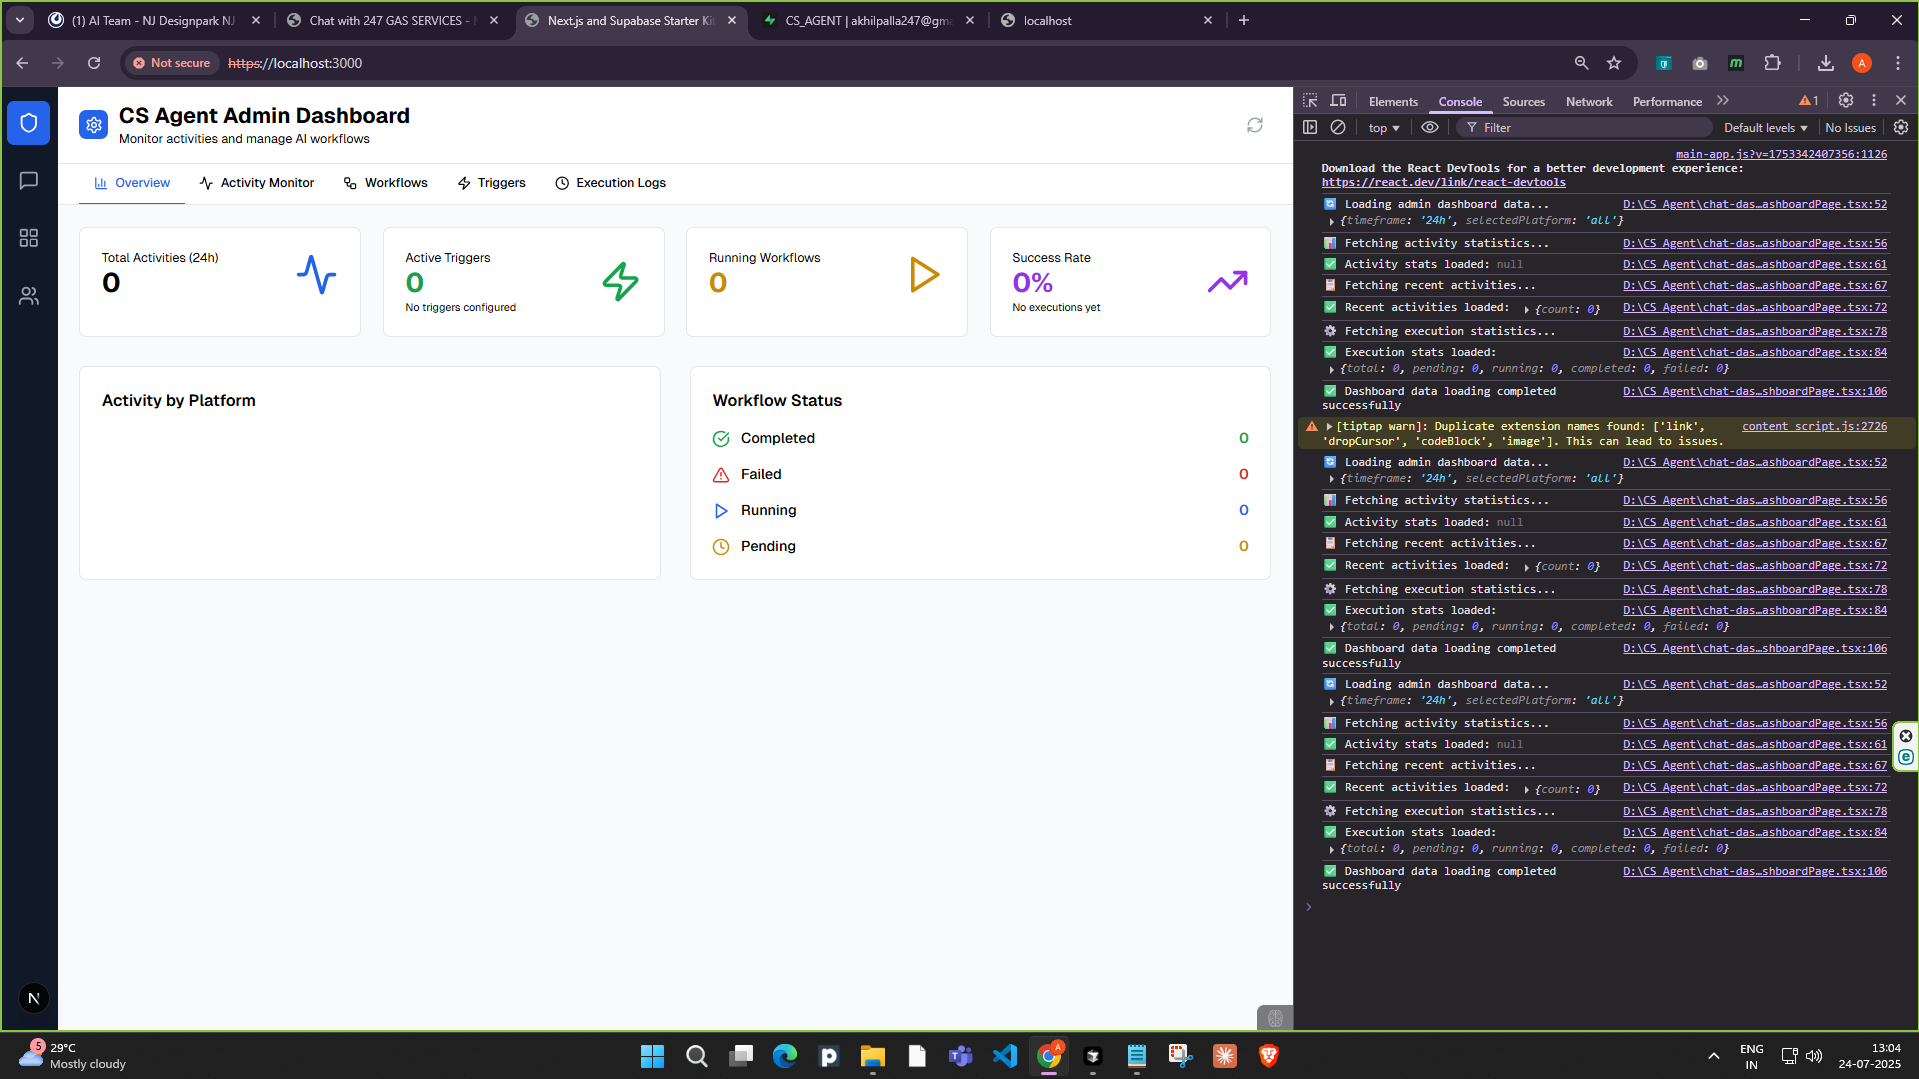 (1) AI Team - NJ Designpark NJ
Chat with 247 GAS SERVICES -
Next.js and Supabase Starter Kit
CS_AGENT | akhilpalla247@gma
localhost
Not secure
https://localhost:3000
A
CS Agent Admin Dashboard
Monitor activities and manage AI workflows
Overview
Activity Monitor
Workflows
Triggers
Execution Logs
Total Activities (24h)
0
Active Triggers
0
No triggers configured
Running Workflows
0
Success Rate
0%
No executions yet
Activity by Platform
Workflow Status
Completed 0
Failed 0
Running 0
Pending 0
N
Elements Console Sources Network Performance 1
top Filter Default levels No Issues
main-app.js?v=1753342407356:1126
Download the React DevTools for a better development experience:
https://react.dev/link/react-devtools
Loading admin dashboard data... D:\CS Agent\chat-das…ashboardPage.tsx:52
{timeframe: '24h', selectedPlatform: 'all'}
Fetching activity statistics... D:\CS Agent\chat-das…ashboardPage.tsx:56
Activity stats loaded: null D:\CS Agent\chat-das…ashboardPage.tsx:61
Fetching recent activities... D:\CS Agent\chat-das…ashboardPage.tsx:67
Recent activities loaded: {count: 0} D:\CS Agent\chat-das…ashboardPage.tsx:72
Fetching execution statistics... D:\CS Agent\chat-das…ashboardPage.tsx:78
Execution stats loaded: D:\CS Agent\chat-das…ashboardPage.tsx:84
{total: 0, pending: 0, running: 0, completed: 0, failed: 0}
Dashboard data loading completed D:\CS Agent\chat-das…shboardPage.tsx:106
successfully
[tiptap warn]: Duplicate extension names found: ['link', content script.js:2726
'dropCursor', 'codeBlock', 'image']. This can lead to issues.
Loading admin dashboard data... D:\CS Agent\chat-das…ashboardPage.tsx:52
{timeframe: '24h', selectedPlatform: 'all'}
Fetching activity statistics... D:\CS Agent\chat-das…ashboardPage.tsx:56
Activity stats loaded: null D:\CS Agent\chat-das…ashboardPage.tsx:61
Fetching recent activities... D:\CS Agent\chat-das…ashboardPage.tsx:67
Recent activities loaded: {count: 0} D:\CS Agent\chat-das…ashboardPage.tsx:72
Fetching execution statistics... D:\CS Agent\chat-das…ashboardPage.tsx:78
Execution stats loaded: D:\CS Agent\chat-das…ashboardPage.tsx:84
{total: 0, pending: 0, running: 0, completed: 0, failed: 0}
Dashboard data loading completed D:\CS Agent\chat-das…shboardPage.tsx:106
successfully
Loading admin dashboard data... D:\CS Agent\chat-das…ashboardPage.tsx:52
{timeframe: '24h', selectedPlatform: 'all'}
Fetching activity statistics... D:\CS Agent\chat-das…ashboardPage.tsx:56
Activity stats loaded: null D:\CS Agent\chat-das…ashboardPage.tsx:61
Fetching recent activities... D:\CS Agent\chat-das…ashboardPage.tsx:67
Recent activities loaded: {count: 0} D:\CS Agent\chat-das…ashboardPage.tsx:72
Fetching execution statistics... D:\CS Agent\chat-das…ashboardPage.tsx:78
Execution stats loaded: D:\CS Agent\chat-das…ashboardPage.tsx:84
{total: 0, pending: 0, running: 0, completed: 0, failed: 0}
Dashboard data loading completed D:\CS Agent\chat-das…shboardPage.tsx:106
successfully
5
29°C
Mostly cloudy
ENG
IN
13:04
24-07-2025